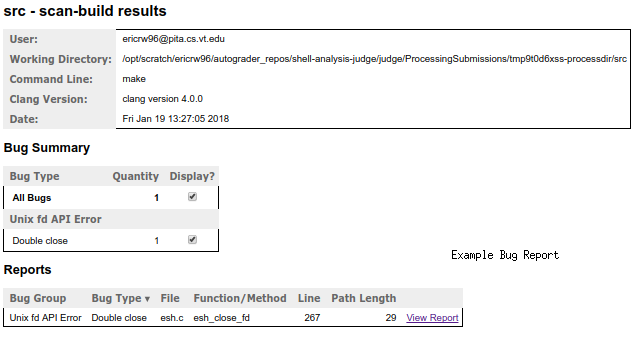 src - scan-build results
User: ericrw96@pita.cs.vt.edu
Working Directory: /opt/scratch/ericrw96/autograder_repos/shell-analysis-judge/judge/ProcessingSubmissions/tmp9t0d6xss-processdir/src
Command Line: make
Clang Version: clang version 4.0.0
Date: Fri Jan 19 13:27:05 2018
Bug Summary
Bug Type Quantity Display?
All Bugs 1
Unix fd API Error
Double close 1
Example Bug Report
Reports
Bug Group Bug Type ▾ File Function/Method Line Path Length
Unix fd API Error Double close esh.c esh_close_fd 267 29 View Report